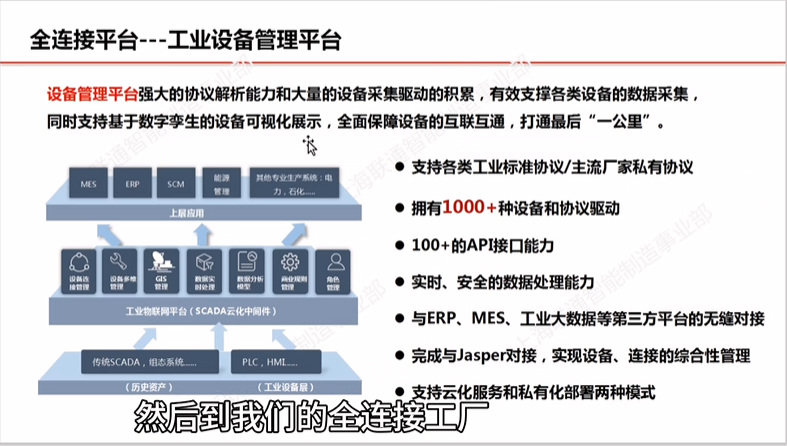 全连接平台---工业设备管理平台
设备管理平台强大的协议解析能力和大量的设备采集驱动的积累，有效支撑各类设备的数据采集，
同时支持基于数字孪生的设备可视化展示，全面保障设备的互联互通，打通最后“一公里”。
MES
ERP
SCM
能源
管理
其他专业生产系统：电
力，石化......
上层应用
设备连
接管理
设备多维
管理
GIS
管理
数据实
时处理
数据分析
模型
商业规则
管理
角色
管理
工业物联网平台（SCADA云化中间件）
传统SCADA，组态系统......
PLC，HMI......
（历史资产）
（工业设备层）
● 支持各类工业标准协议/主流厂家私有协议
● 拥有1000+种设备和协议驱动
● 100+的API接口能力
● 实时、安全的数据处理能力
● 与ERP、MES、工业大数据等第三方平台的无缝对接
● 完成与Jasper对接，实现设备、连接的综合性管理
● 支持云化服务和私有化部署两种模式
然后到我们的全连接工厂